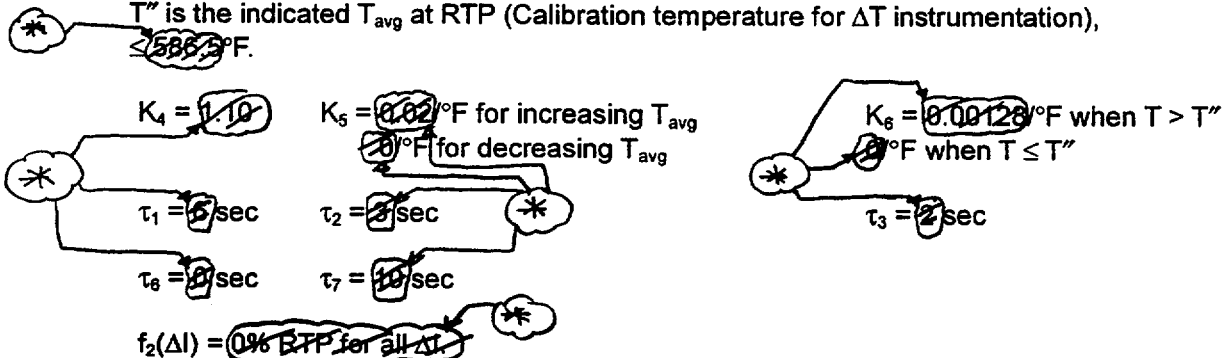 T″ is the indicated Tavg at RTP (Calibration temperature for ΔT instrumentation),
* ≤ 586.5°F.
K4 = 1.10 K5 = 0.02/°F for increasing Tavg K6 = 0.00128/°F when T > T″
0/°F for decreasing Tavg 0/°F when T ≤ T″
* * *
τ1 = 6 sec τ2 = 3 sec τ3 = 2 sec
τ6 = 0 sec τ7 = 10 sec
*
f2(ΔI) = 0% RTP for all ΔI.